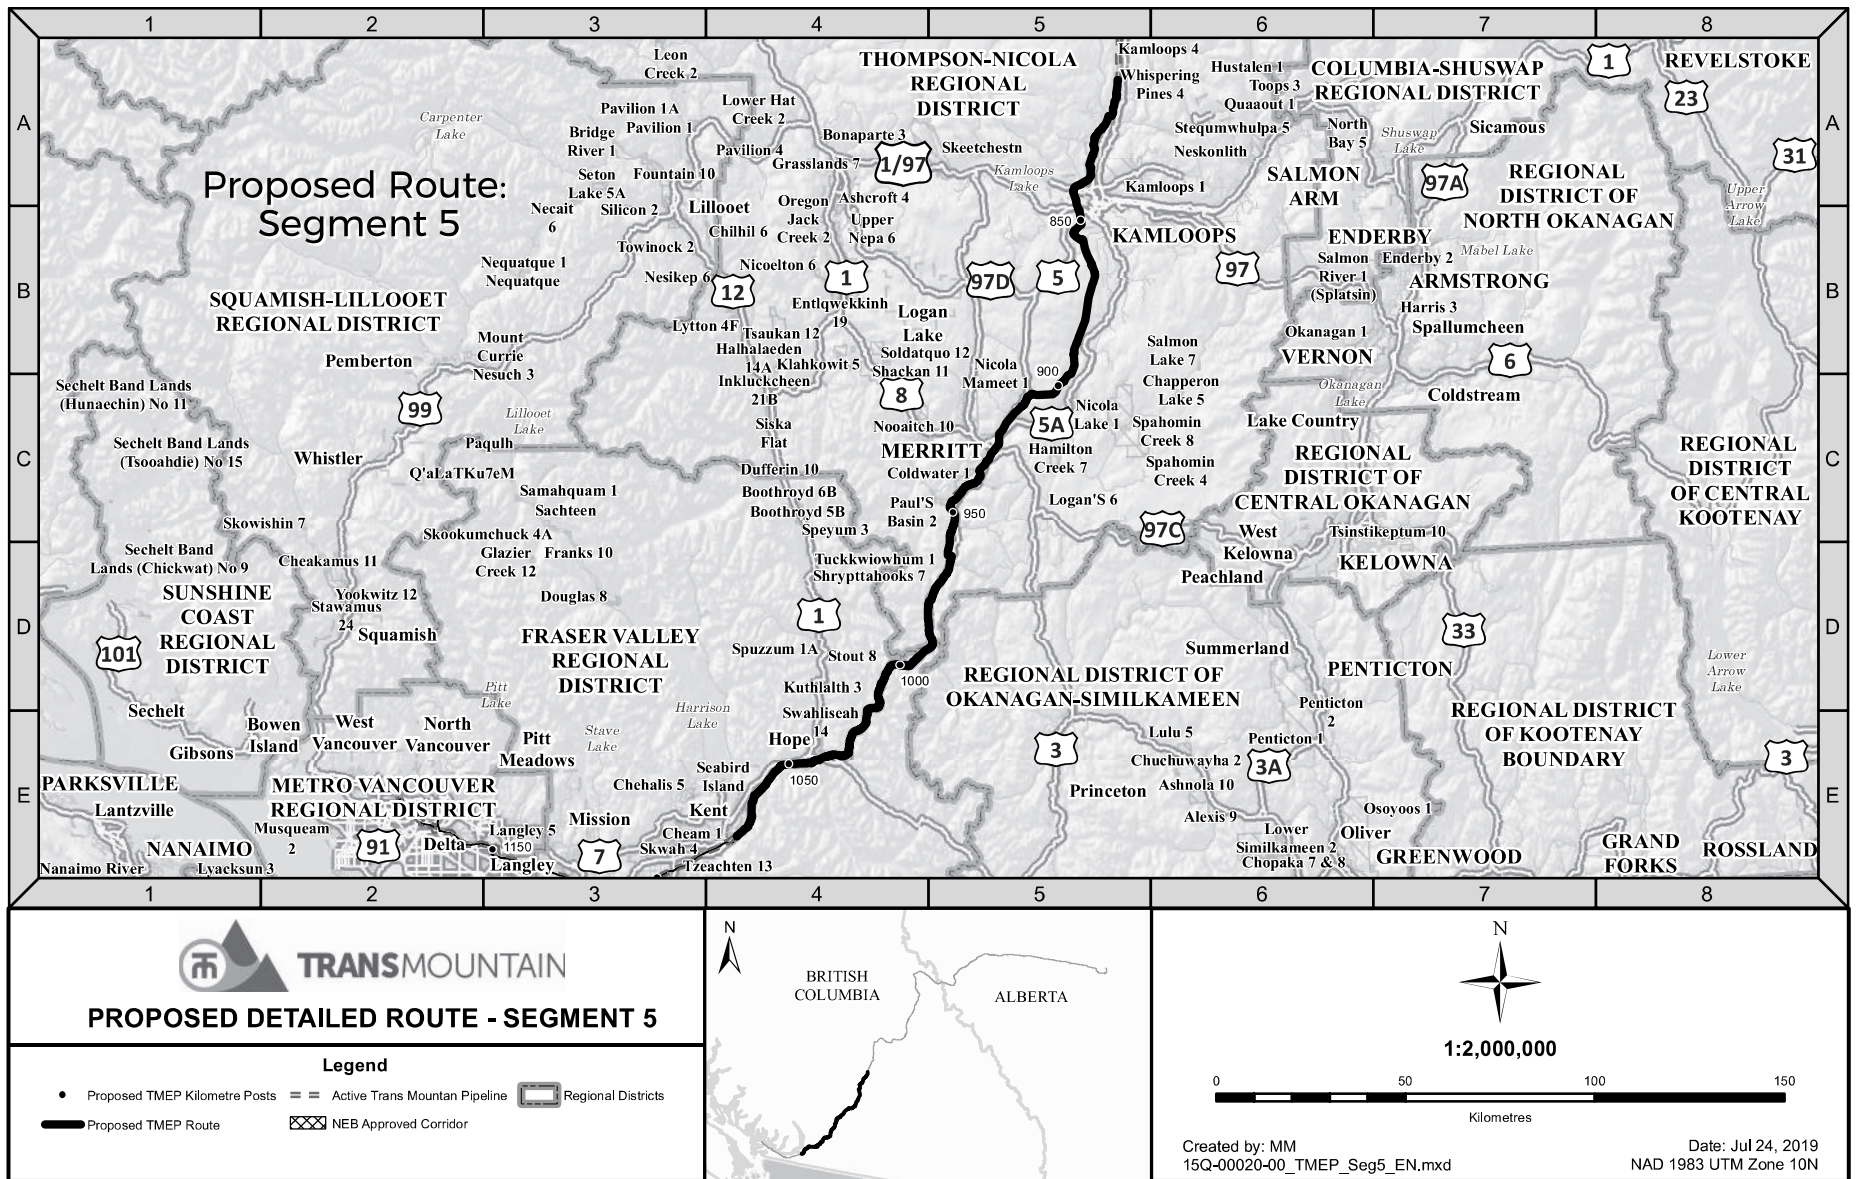 1 2 3 4 5 6 7 8
A
B
C
D
E
A
B
C
D
E
Proposed Route:
Segment 5
Leon
Creek 2
THOMPSON-NICOLA
REGIONAL
DISTRICT
Kamloops 4
Whispering
Pines 4
Hustalen 1
Toops 3
Quaaout 1
COLUMBIA-SHUSWAP
REGIONAL DISTRICT
1
REVELSTOKE
23
31
Carpenter
Lake
Pavilion 1A
Pavilion 1
Lower Hat
Creek 2
Bridge
River 1
Bonaparte 3
Pavilion 4
Grasslands 7
1/97
Skeetchestn
Kamloops
Lake
Stequmwhulpa 5
Neskonlith
North
Bay 5
Shuswap
Lake
Sicamous
Seton
Lake 5A
Fountain 10
Kamloops 1
SALMON
ARM
97A
REGIONAL
DISTRICT OF
NORTH OKANAGAN
Upper
Arrow
Lake
Necait
6
Silicon 2
Lillooet
Oregon
Jack
Creek 2
Ashcroft 4
Upper
Nepa 6
850
KAMLOOPS
ENDERBY
Enderby 2
Mabel Lake
Towinock 2
Chilhil 6
Nequatque 1
Nequatque
Nesikep 6
Nicoelton 6
12
1
97D
5
97
Salmon
River 1
(Splatsin)
ARMSTRONG
SQUAMISH-LILLOOET
REGIONAL DISTRICT
Entlqwekkinh
19
Logan
Lake
Harris 3
Spallumcheen
Mount
Currie
Nesuch 3
Pemberton
Lytton 4F
Tsaukan 12
Halhalaeden
14A
Klahkowit 5
Inkluckcheen
21B
Soldatquo 12
Shackan 11
8
Nicola
Mameet 1
900
Salmon
Lake 7
Okanagan 1
VERNON
6
Sechelt Band Lands
(Hunaechin) No 11
99
Lillooet
Lake
Siska
Flat
Nooaitch 10
5A
Nicola
Lake 1
Chapperon
Lake 5
Okanagan
Lake
Coldstream
Sechelt Band Lands
(Tsooahdie) No 15
Whistler
Paqulh
Q'aLaTKu7eM
Dufferin 10
MERRITT
Coldwater 1
Hamilton
Creek 7
Spahomin
Creek 8
Spahomin
Creek 4
Lake Country
REGIONAL
DISTRICT OF
CENTRAL OKANAGAN
REGIONAL
DISTRICT
OF CENTRAL
KOOTENAY
Samahquam 1
Sachteen
Boothroyd 6B
Boothroyd 5B
Paul'S
Basin 2
950
Logan'S 6
Skowishin 7
Skookumchuck 4A
Speyum 3
97C
West
Kelowna
Tsinstikeptum 10
Sechelt Band
Lands (Chickwat) No 9
Cheakamus 11
Glazier
Creek 12
Franks 10
Tuckkwiowhum 1
Shrypttahooks 7
Peachland
KELOWNA
SUNSHINE
COAST
REGIONAL
DISTRICT
Yookwitz 12
Stawamus
24
Squamish
Douglas 8
1
101
FRASER VALLEY
REGIONAL
DISTRICT
Spuzzum 1A
Stout 8
1000
REGIONAL DISTRICT OF
OKANAGAN-SIMILKAMEEN
Summerland
PENTICTON
33
Lower
Arrow
Lake
Pitt
Lake
Kuthlalth 3
Penticton
2
Sechelt
Bowen
Island
Gibsons
West
Vancouver
North
Vancouver
Harrison
Lake
Stave
Lake
Swahliseah
14
Hope
Pitt
Meadows
3
Lulu 5
Penticton 1
3A
REGIONAL DISTRICT
OF KOOTENAY
BOUNDARY
3
PARKSVILLE
Lantzville
METRO VANCOUVER
REGIONAL DISTRICT
Chehalis 5
Seabird
Island
1050
Princeton
Chuchuwayha 2
Ashnola 10
Kent
Mission
Alexis 9
Osoyoos 1
Musqueam
2
91
Delta
Langley 5
1150
Langley
7
Cheam 1
Skwah 4
Tzeachten 13
Lower
Similkameen 2
Chopaka 7 & 8
Oliver
GREENWOOD
GRAND
FORKS
ROSSLAND
NANAIMO
Nanaimo River
Lyacksun 3
1 2 3 4 5 6 7 8
TRANSMOUNTAIN
PROPOSED DETAILED ROUTE - SEGMENT 5
Legend
Proposed TMEP Kilometre Posts
Active Trans Mountan Pipeline
Regional Districts
Proposed TMEP Route
NEB Approved Corridor
N
BRITISH
COLUMBIA
ALBERTA
N
1:2,000,000
0 50 100 150
Kilometres
Created by: MM
15Q-00020-00_TMEP_Seg5_EN.mxd
Date: Jul 24, 2019
NAD 1983 UTM Zone 10N